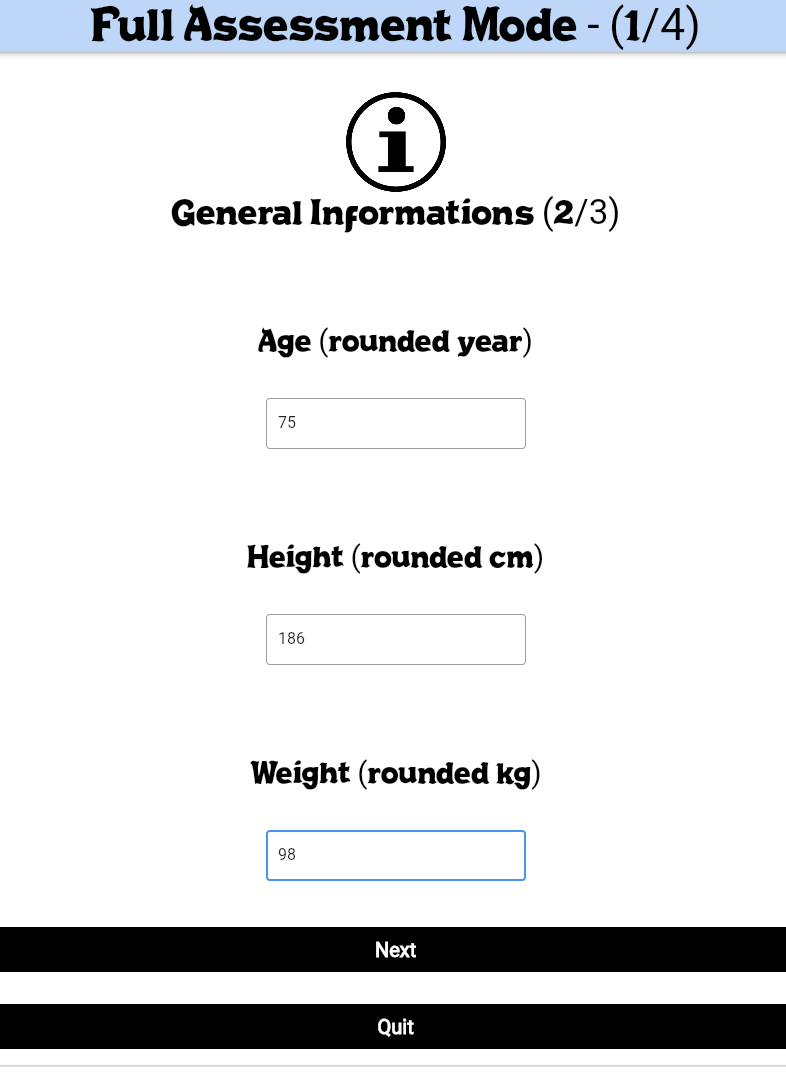 Full Assessment Mode - (1/4)
General Informations (2/3)
Age (rounded year)
75
Height (rounded cm)
186
Weight (rounded kg)
98
Next
Quit